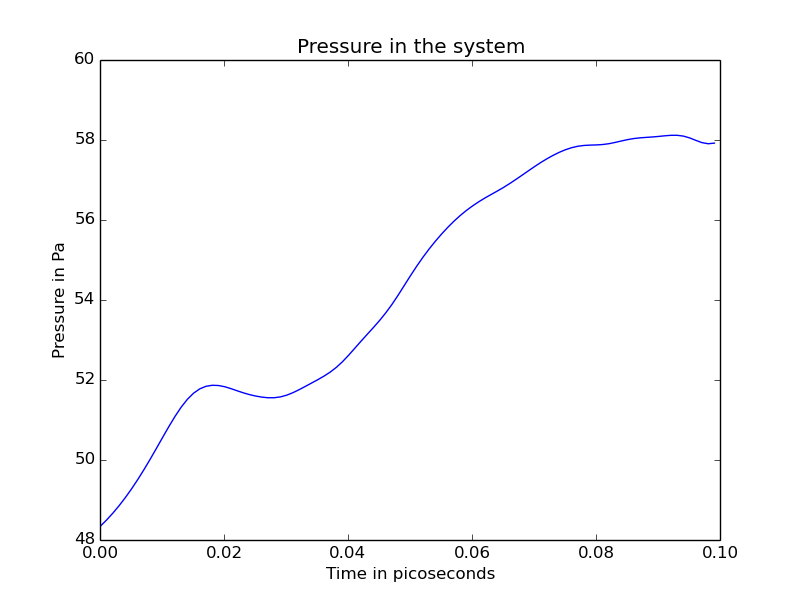 Pressure in the system
60
58
56
54
52
50
48
Pressure in Pa
0.00 0.02 0.04 0.06 0.08 0.10
Time in picoseconds